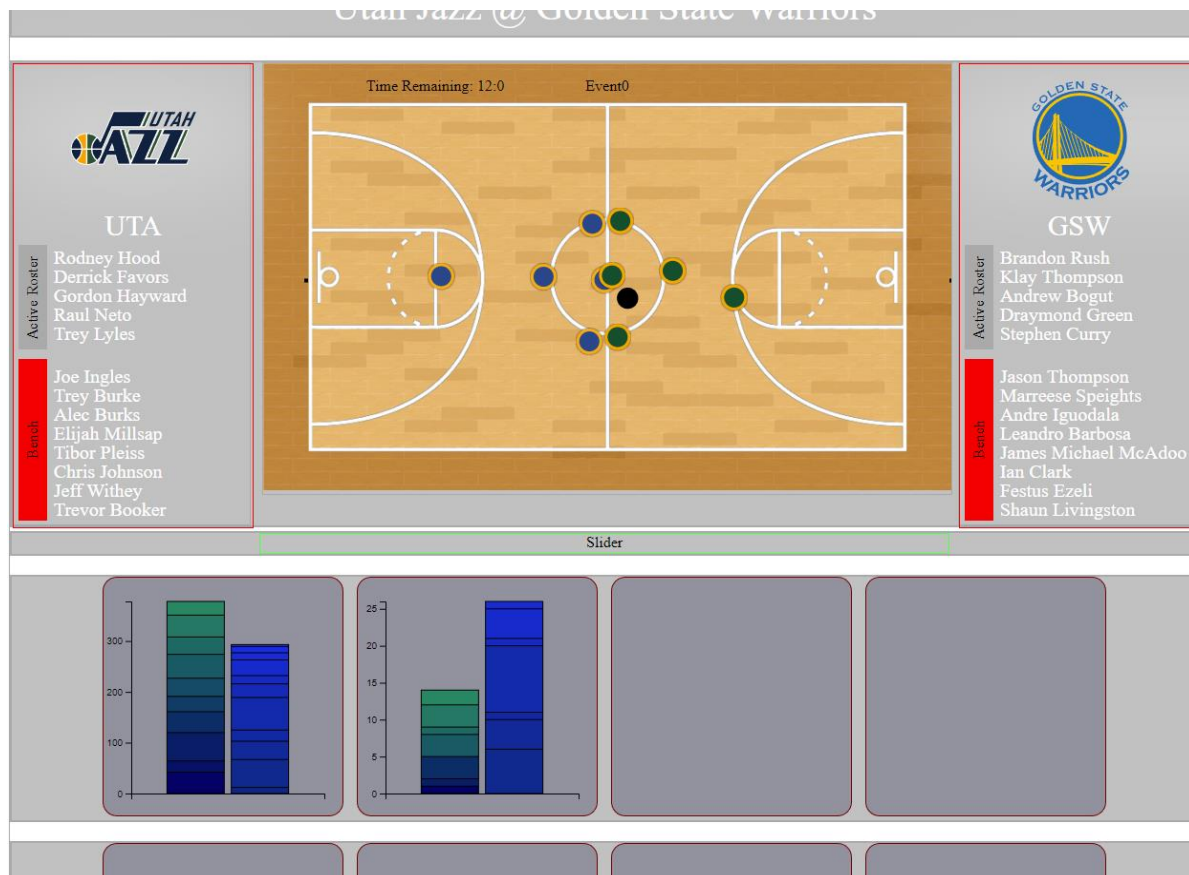 Utah Jazz @ Golden State Warriors
Time Remaining: 12:0
Event0
UTAH
JAZZ
UTA
Active Roster
Rodney Hood
Derrick Favors
Gordon Hayward
Raul Neto
Trey Lyles
Bench
Joe Ingles
Trey Burke
Alec Burks
Elijah Millsap
Tibor Pleiss
Chris Johnson
Jeff Withey
Trevor Booker
GOLDEN STATE
WARRIORS
GSW
Active Roster
Brandon Rush
Klay Thompson
Andrew Bogut
Draymond Green
Stephen Curry
Bench
Jason Thompson
Marreese Speights
Andre Iguodala
Leandro Barbosa
James Michael McAdoo
Ian Clark
Festus Ezeli
Shaun Livingston
Slider
300
200
100
0
25
20
15
10
5
0